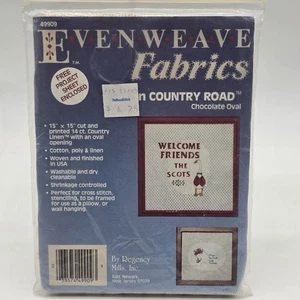 49909
EVENWEAVE
T.M.
Fabrics
FREE
PROJECT
SHEET
ENCLOSED
COUNTRY ROAD™
Chocolate Oval
• 15" x 15" cut and
printed 14 ct. Country
Linen™ with an oval
opening
• Cotton, poly & linen
• Woven and finished
in USA
• Washable and dry
cleanable
• Shrinkage controlled
• Perfect for cross stitch,
stenciling, to be framed
for use as a pillow, or
wall hanging
WELCOME
FRIENDS
THE
SCOTS
By Regency
Mills, Inc.